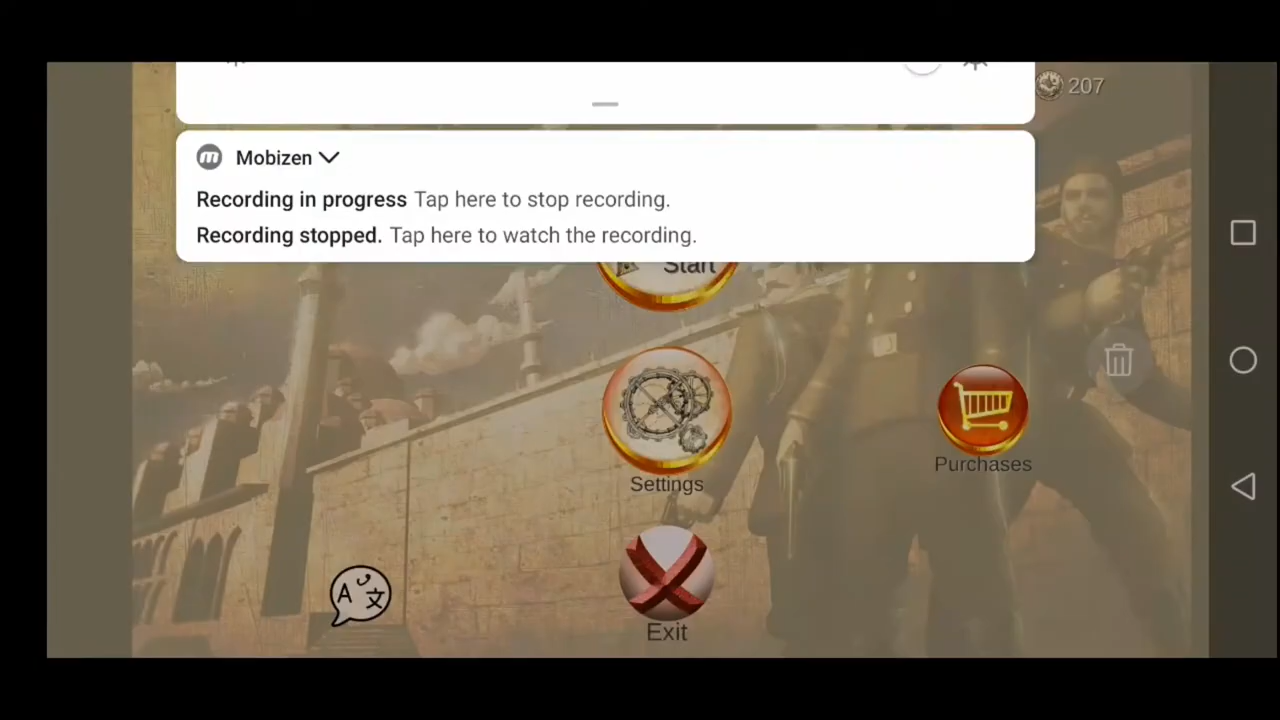 207
Mobizen
Recording in progress Tap here to stop recording.
Recording stopped. Tap here to watch the recording.
Start
Settings
Purchases
A 文
Exit